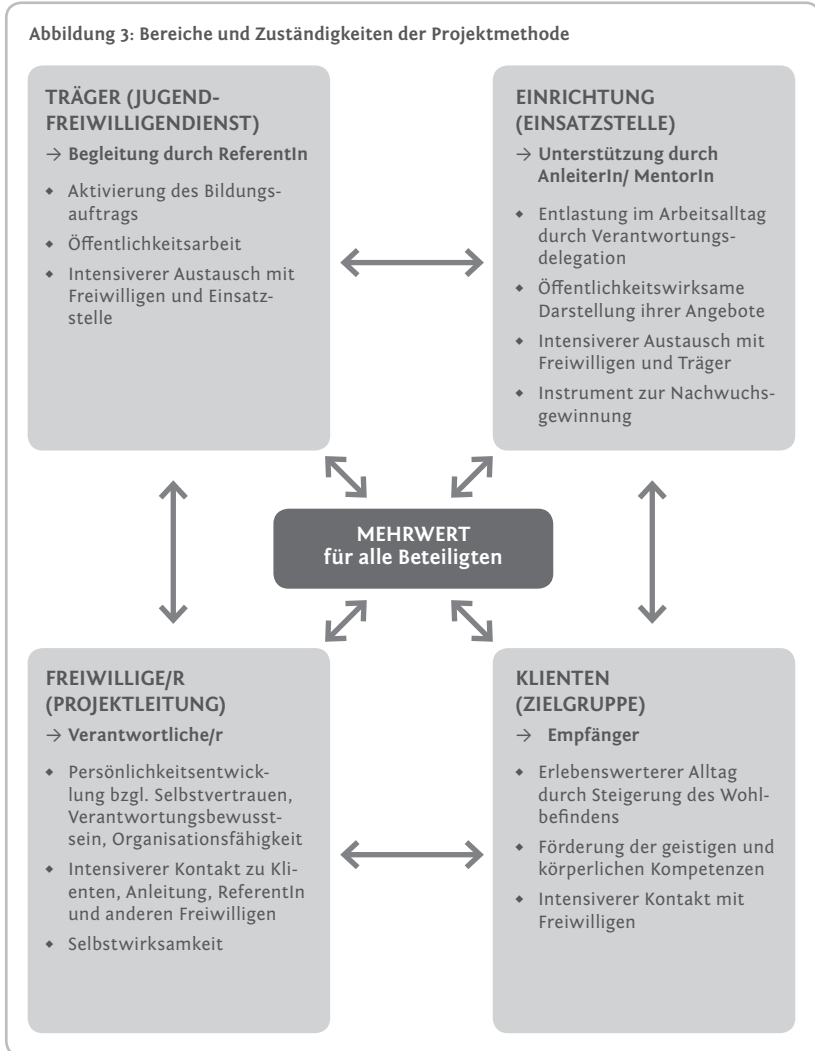 Abbildung 3: Bereiche und Zuständigkeiten der Projektmethode
TRÄGER (JUGEND-
FREIWILLIGENDIENST)
→ Begleitung durch ReferentIn
◆ Aktivierung des Bildungs-
auftrags
◆ Öffentlichkeitsarbeit
◆ Intensiverer Austausch mit
Freiwilligen und Einsatz-
stelle
EINRICHTUNG
(EINSATZSTELLE)
→ Unterstützung durch
AnleiterIn/ MentorIn
◆ Entlastung im Arbeitsalltag
durch Verantwortungs-
delegation
◆ Öffentlichkeitswirksame
Darstellung ihrer Angebote
◆ Intensiverer Austausch mit
Freiwilligen und Träger
◆ Instrument zur Nachwuchs-
gewinnung
MEHRWERT
für alle Beteiligten
FREIWILLIGE/R
(PROJEKTLEITUNG)
→ Verantwortliche/r
◆ Persönlichkeitsentwick-
lung bzgl. Selbstvertrauen,
Verantwortungsbewusst-
sein, Organisationsfähigkeit
◆ Intensiverer Kontakt zu Kli-
enten, Anleitung, ReferentIn
und anderen Freiwilligen
◆ Selbstwirksamkeit
KLIENTEN
(ZIELGRUPPE)
→ Empfänger
◆ Erlebenswerterer Alltag
durch Steigerung des Wohl-
befindens
◆ Förderung der geistigen und
körperlichen Kompetenzen
◆ Intensiverer Kontakt mit
Freiwilligen